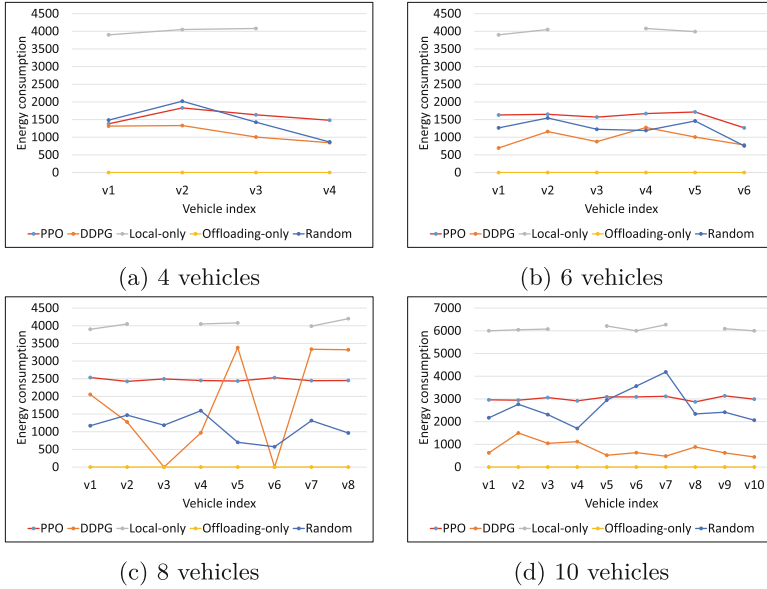 4500
4000
3500
3000
2500
2000
1500
1000
500
0
Energy consumption
v1 v2 v3 v4
Vehicle index
PPO DDPG Local-only Offloading-only Random
(a) 4 vehicles
4500
4000
3500
3000
2500
2000
1500
1000
500
0
Energy consumption
v1 v2 v3 v4 v5 v6
Vehicle index
PPO DDPG Local-only Offloading-only Random
(b) 6 vehicles
4500
4000
3500
3000
2500
2000
1500
1000
500
0
Energy consumption
v1 v2 v3 v4 v5 v6 v7 v8
Vehicle index
PPO DDPG Local-only Offloading-only Random
(c) 8 vehicles
7000
6000
5000
4000
3000
2000
1000
0
Energy consumption
v1 v2 v3 v4 v5 v6 v7 v8 v9 v10
Vehicle index
PPO DDPG Local-only Offloading-only Random
(d) 10 vehicles